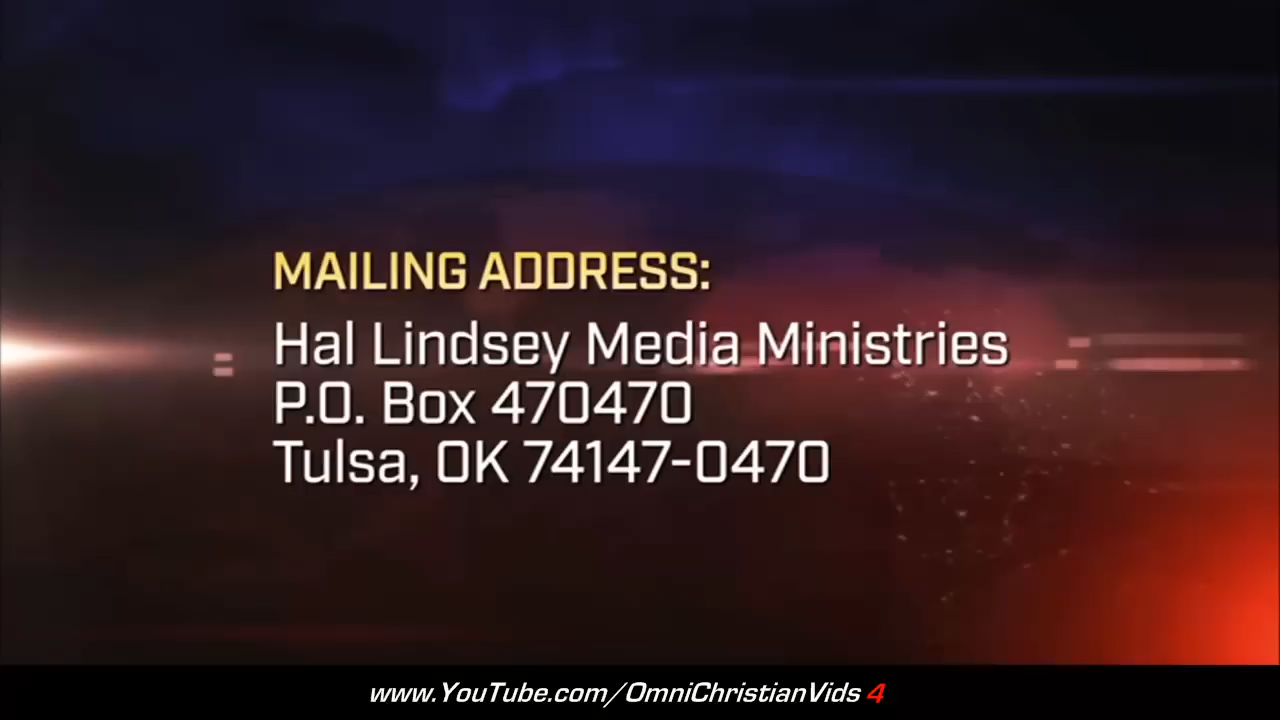 MAILING ADDRESS:
Hal Lindsey Media Ministries
P.O. Box 470470
Tulsa, OK 74147-0470
www.YouTube.com/OmniChristianVids 4